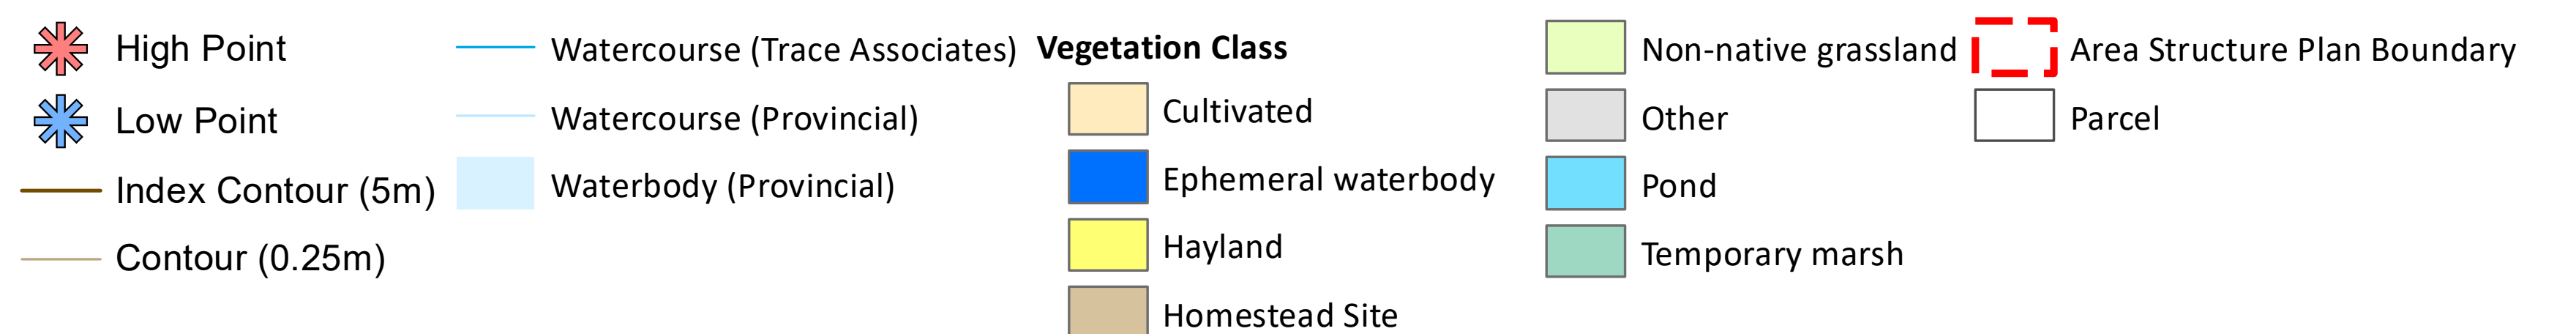 High Point
Low Point
Index Contour (5m)
Contour (0.25m)
Watercourse (Trace Associates)
Watercourse (Provincial)
Waterbody (Provincial)
Vegetation Class
Cultivated
Ephemeral waterbody
Hayland
Homestead Site
Non-native grassland
Other
Pond
Temporary marsh
Area Structure Plan Boundary
Parcel